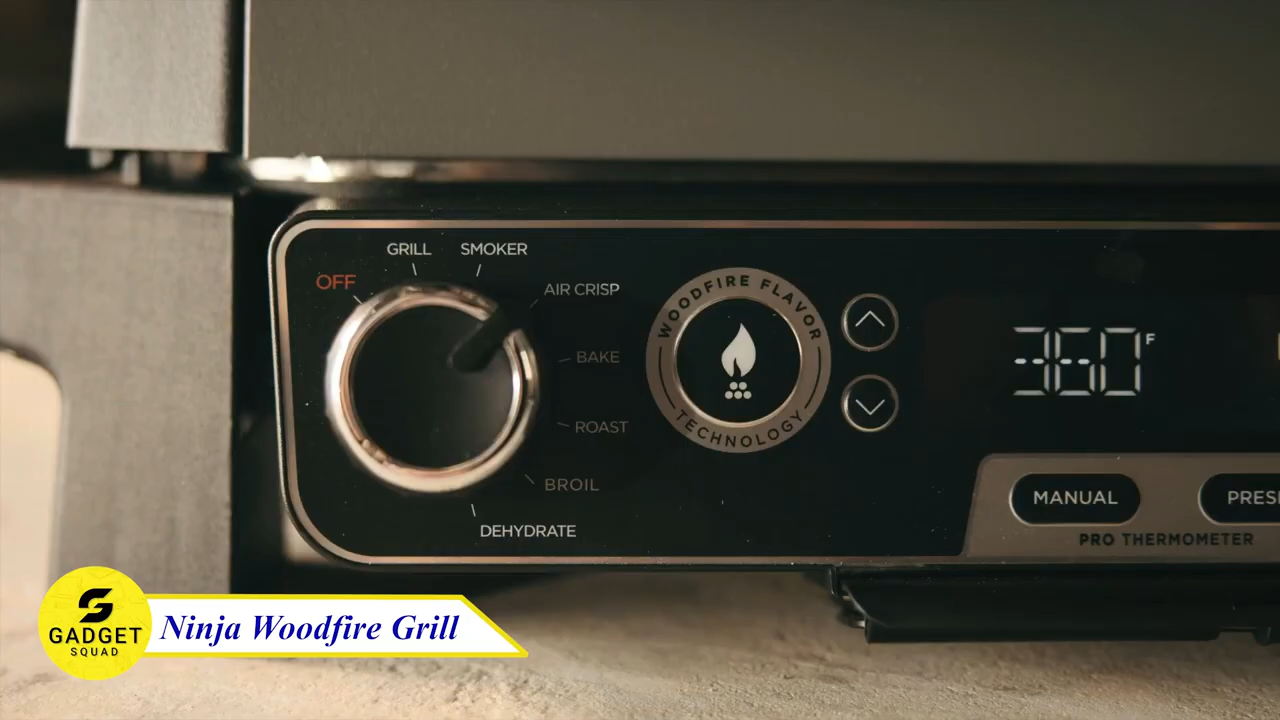 GRILL SMOKER
OFF
AIR CRISP
BAKE
ROAST
BROIL
DEHYDRATE
WOODFIRE FLAVOR
TECHNOLOGY
360 F
MANUAL
PRO THERMOMETER
GADGET
SQUAD
Ninja Woodfire Grill